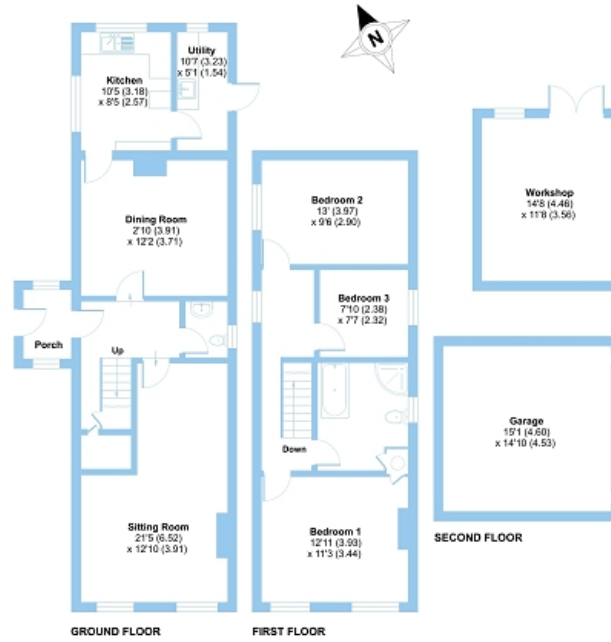 N
Utility
10'7 (3.23)
x 5'1 (1.54)
Kitchen
10'5 (3.18)
x 8'5 (2.57)
Dining Room
2'10 (3.91)
x 12'2 (3.71)
Porch
Up
Sitting Room
21'5 (6.52)
x 12'10 (3.91)
GROUND FLOOR
Bedroom 2
13' (3.97)
x 9'6 (2.90)
Bedroom 3
7'10 (2.38)
x 7'7 (2.32)
Down
Bedroom 1
12'11 (3.93)
x 11'3 (3.44)
FIRST FLOOR
Workshop
14'8 (4.46)
x 11'8 (3.56)
Garage
15'1 (4.60)
x 14'10 (4.53)
SECOND FLOOR